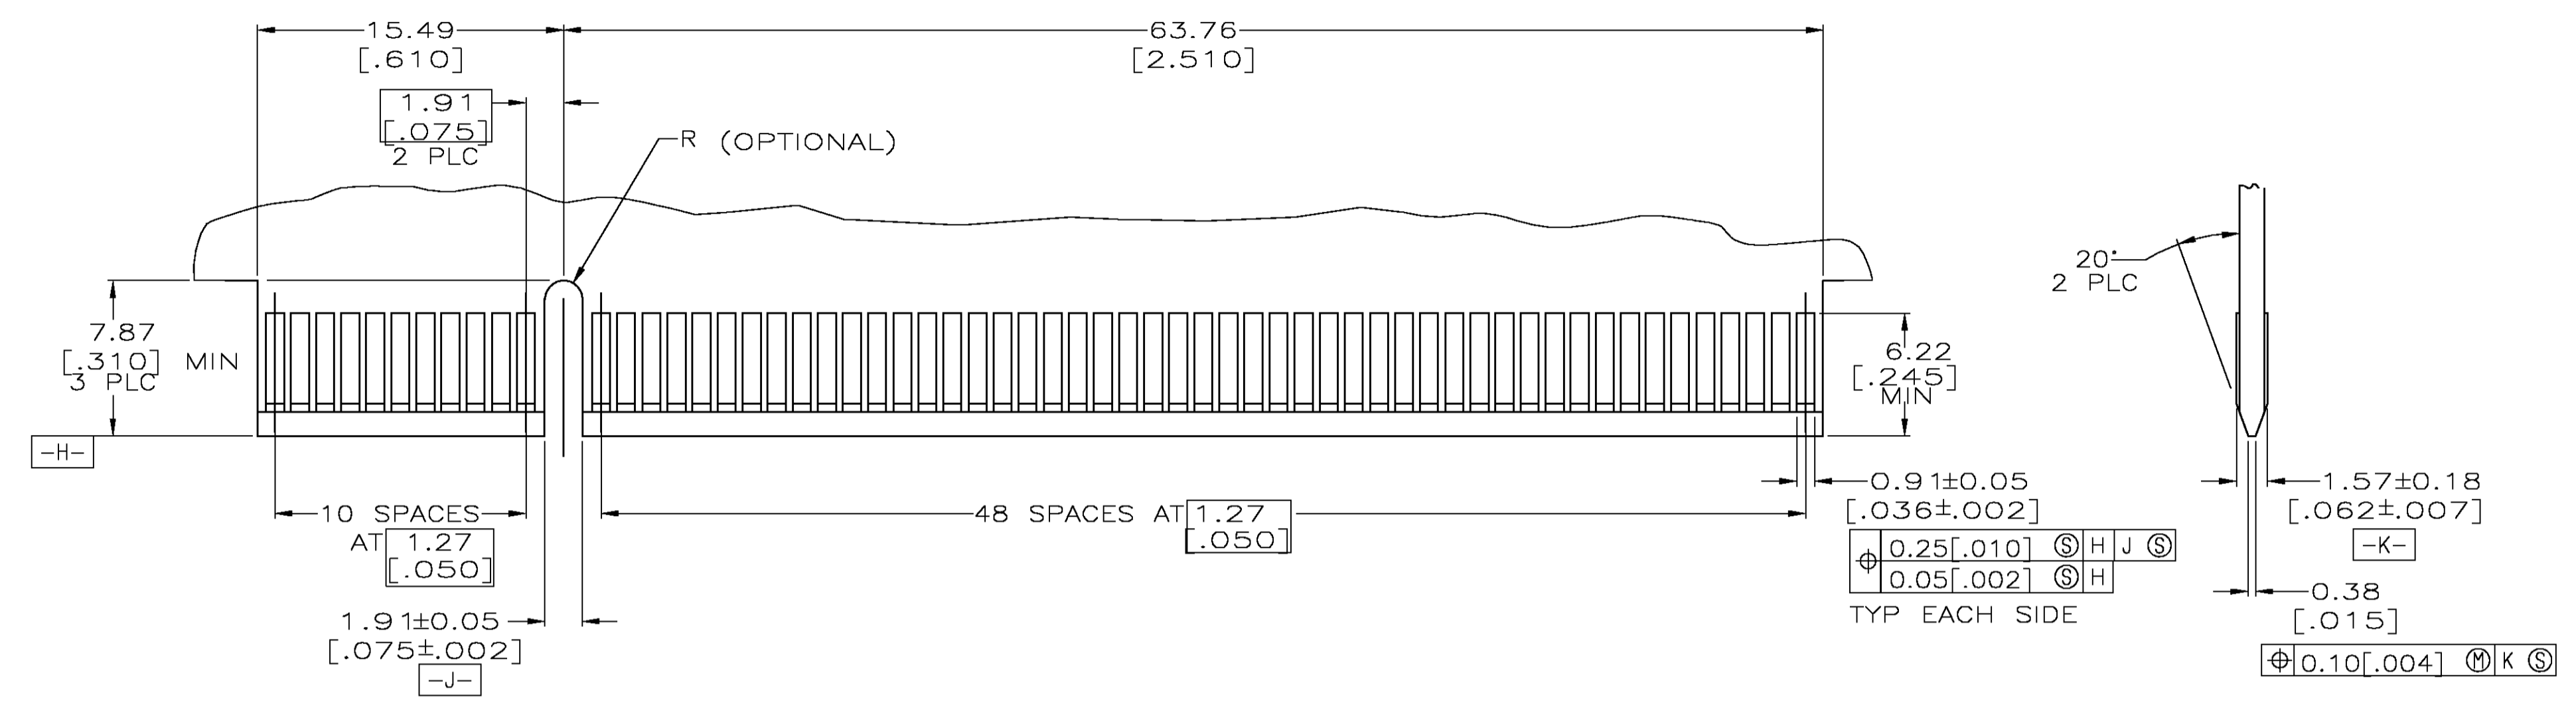 15.49
[.610]
63.76
[2.510]
1.91
[.075]
2 PLC
R (OPTIONAL)
20°
2 PLC
7.87
[.310] MIN
3 PLC
6.22
[.245]
MIN
-H-
10 SPACES
AT 1.27
[.050]
48 SPACES AT 1.27
[.050]
0.91±0.05
[.036±.002]
⌖ 0.25[.010] Ⓢ H J Ⓢ
0.05[.002] Ⓢ H
TYP EACH SIDE
1.57±0.18
[.062±.007]
-K-
1.91±0.05
[.075±.002]
-J-
0.38
[.015]
⌖ 0.10[.004] Ⓜ K Ⓢ